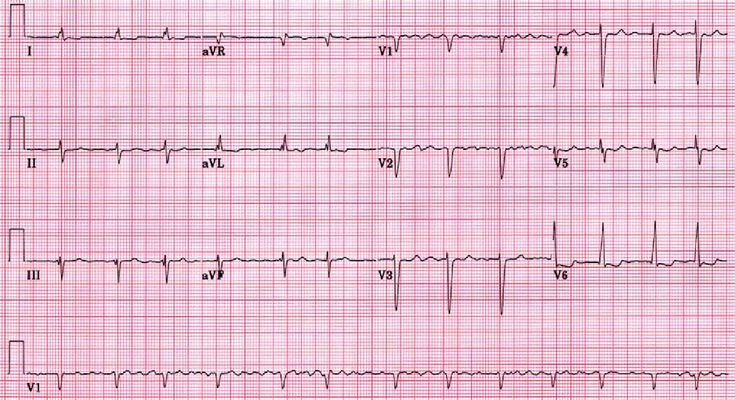 I aVR V1 V4
II aVL V2 V5
III aVF V3 V6
V1